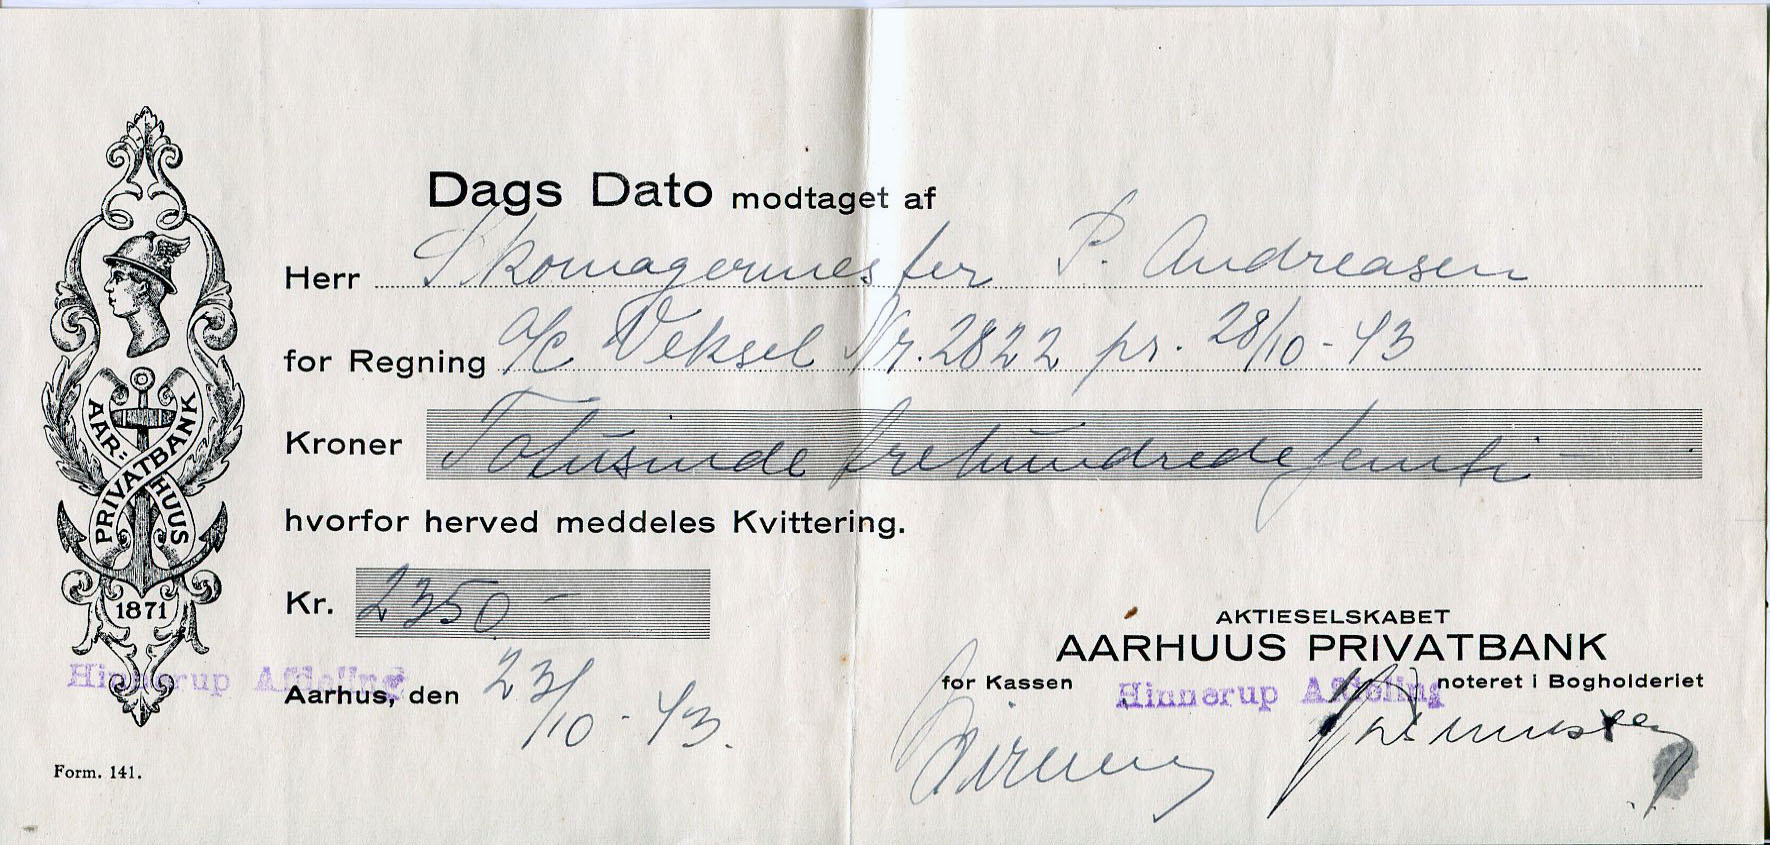 Dags Dato modtaget af
Herr Skomagermester P. Andreasen
for Regning a/c Veksel Nr. 2822 pr. 28/10 - 43
Kroner Totusinde trehundredefemti -
hvorfor herved meddeles Kvittering.
Kr. 2350 -
AAR=HUUS
PRIVATBANK
1871
Hinnerup Afdeling
Aarhus, den 23/10 - 43.
AKTIESELSKABET
AARHUUS PRIVATBANK
for Kassen Hinnerup Afdeling noteret i Bogholderiet
Form. 141.